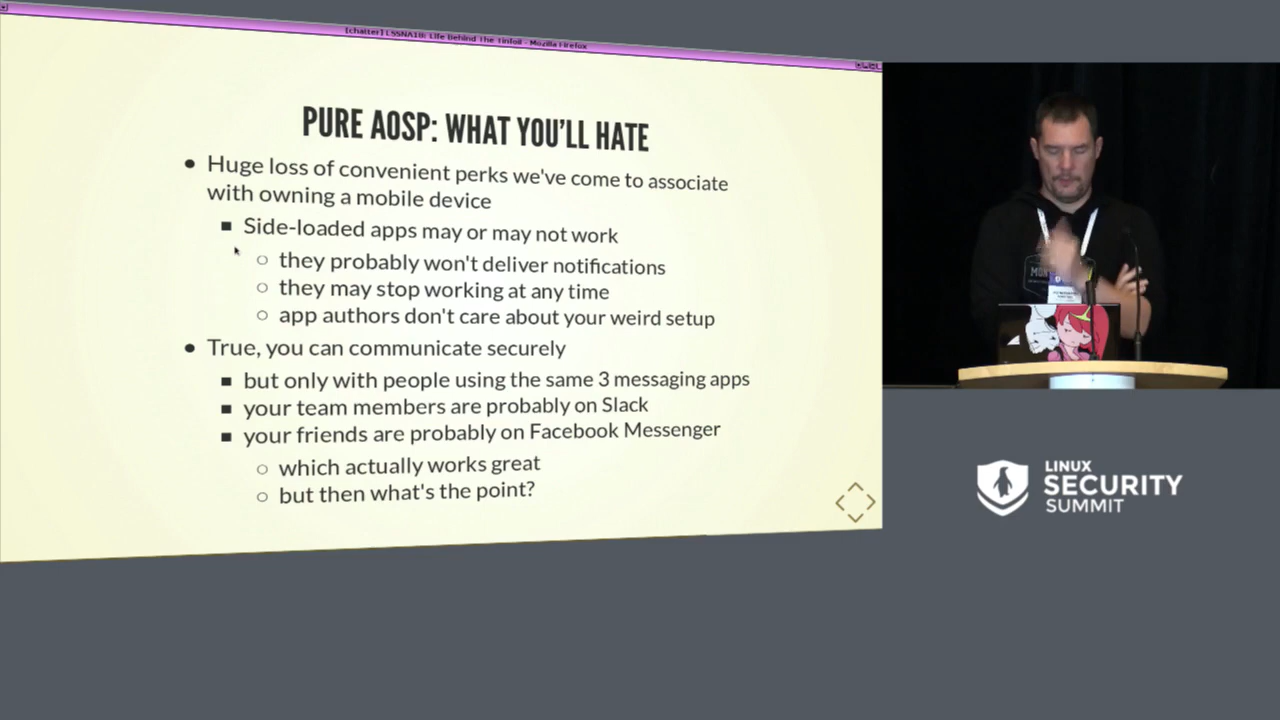 [chatter] LSSNA18: Life Behind The Tinfoil - Mozilla Firefox
PURE AOSP: WHAT YOU'LL HATE
Huge loss of convenient perks we've come to associate
with owning a mobile device
Side-loaded apps may or may not work
they probably won't deliver notifications
they may stop working at any time
app authors don't care about your weird setup
True, you can communicate securely
but only with people using the same 3 messaging apps
your team members are probably on Slack
your friends are probably on Facebook Messenger
which actually works great
but then what's the point?
LINUX
SECURITY
SUMMIT